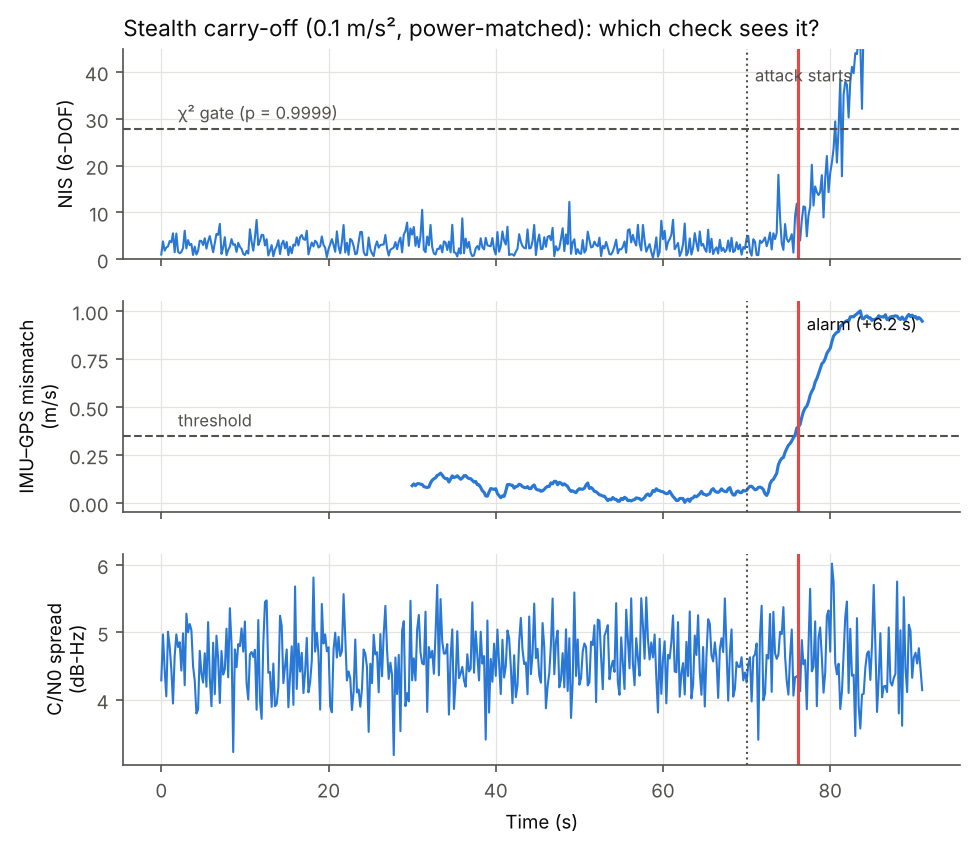 Stealth carry-off (0.1 m/s², power-matched): which check sees it?
NIS (6-DOF)
40
30
20
10
0
χ² gate (p = 0.9999)
attack starts
IMU–GPS mismatch
(m/s)
1.00
0.75
0.50
0.25
0.00
threshold
alarm (+6.2 s)
C/N0 spread
(dB-Hz)
6
5
4
0 20 40 60 80
Time (s)